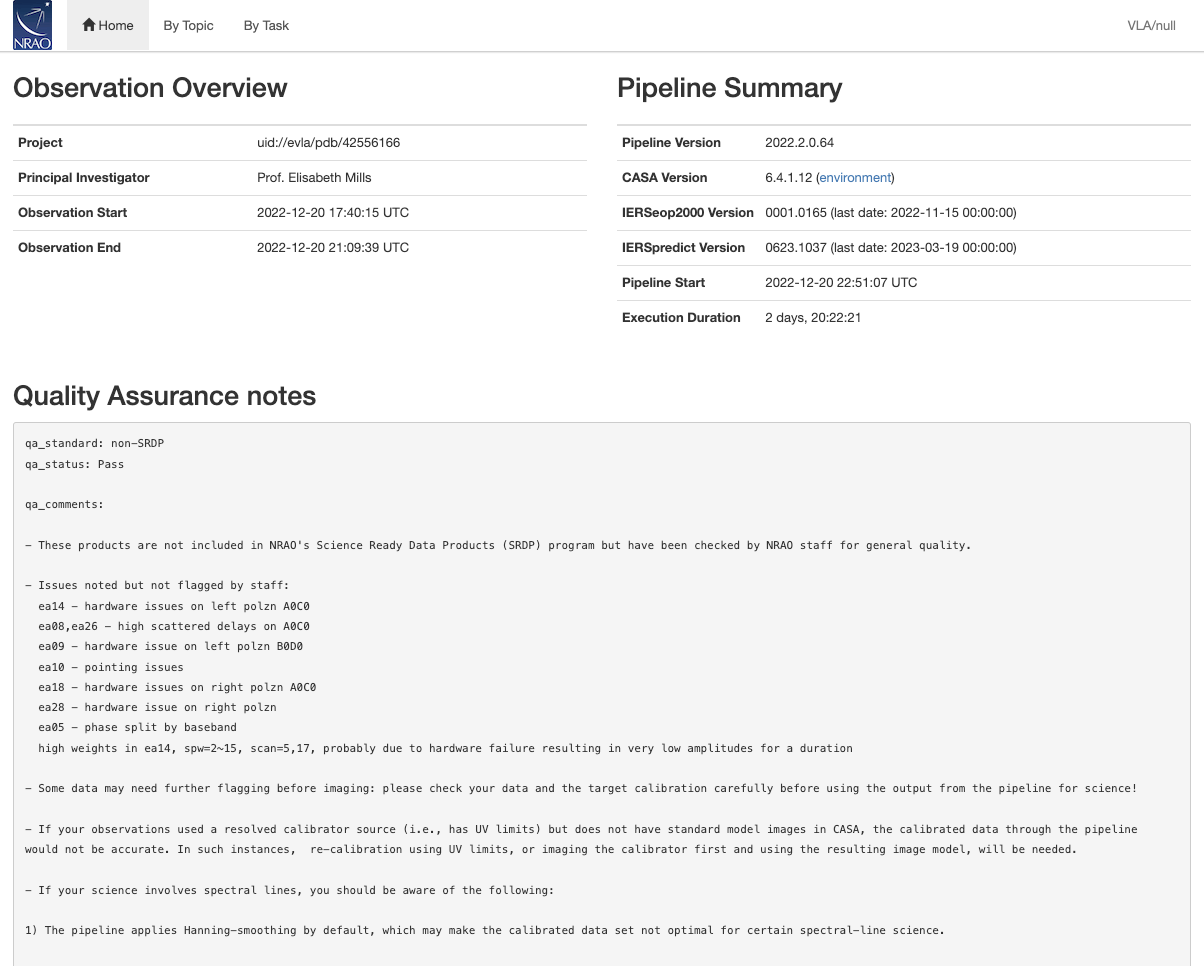 NRAO
Home By Topic By Task VLA/null
Observation Overview
Project uid://evla/pdb/42556166
Principal Investigator Prof. Elisabeth Mills
Observation Start 2022-12-20 17:40:15 UTC
Observation End 2022-12-20 21:09:39 UTC
Pipeline Summary
Pipeline Version 2022.2.0.64
CASA Version 6.4.1.12 (environment)
IERSeop2000 Version 0001.0165 (last date: 2022-11-15 00:00:00)
IERSpredict Version 0623.1037 (last date: 2023-03-19 00:00:00)
Pipeline Start 2022-12-20 22:51:07 UTC
Execution Duration 2 days, 20:22:21
Quality Assurance notes
qa_standard: non-SRDP
qa_status: Pass
qa_comments:
- These products are not included in NRAO's Science Ready Data Products (SRDP) program but have been checked by NRAO staff for general quality.
- Issues noted but not flagged by staff:
ea14 - hardware issues on left polzn A0C0
ea08,ea26 - high scattered delays on A0C0
ea09 - hardware issue on left polzn B0D0
ea10 - pointing issues
ea18 - hardware issues on right polzn A0C0
ea28 - hardware issue on right polzn
ea05 - phase split by baseband
high weights in ea14, spw=2~15, scan=5,17, probably due to hardware failure resulting in very low amplitudes for a duration
- Some data may need further flagging before imaging: please check your data and the target calibration carefully before using the output from the pipeline for science!
- If your observations used a resolved calibrator source (i.e., has UV limits) but does not have standard model images in CASA, the calibrated data through the pipeline
would not be accurate. In such instances, re-calibration using UV limits, or imaging the calibrator first and using the resulting image model, will be needed.
- If your science involves spectral lines, you should be aware of the following:
1) The pipeline applies Hanning-smoothing by default, which may make the calibrated data set not optimal for certain spectral-line science.